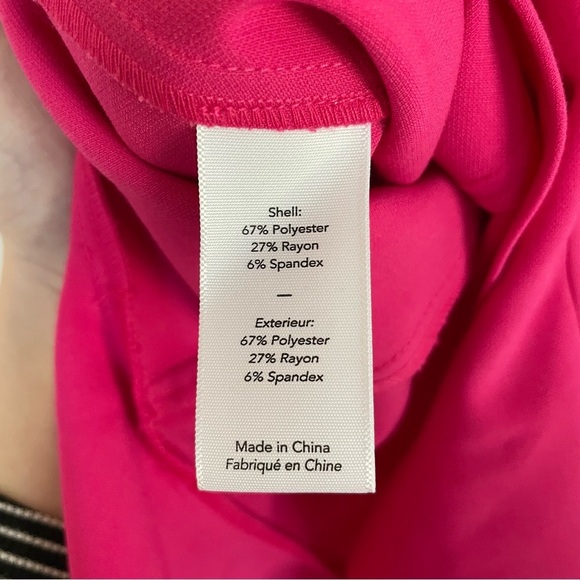 Shell:
67% Polyester
27% Rayon
6% Spandex
—
Exterieur:
67% Polyester
27% Rayon
6% Spandex
Made in China
Fabriqué en Chine